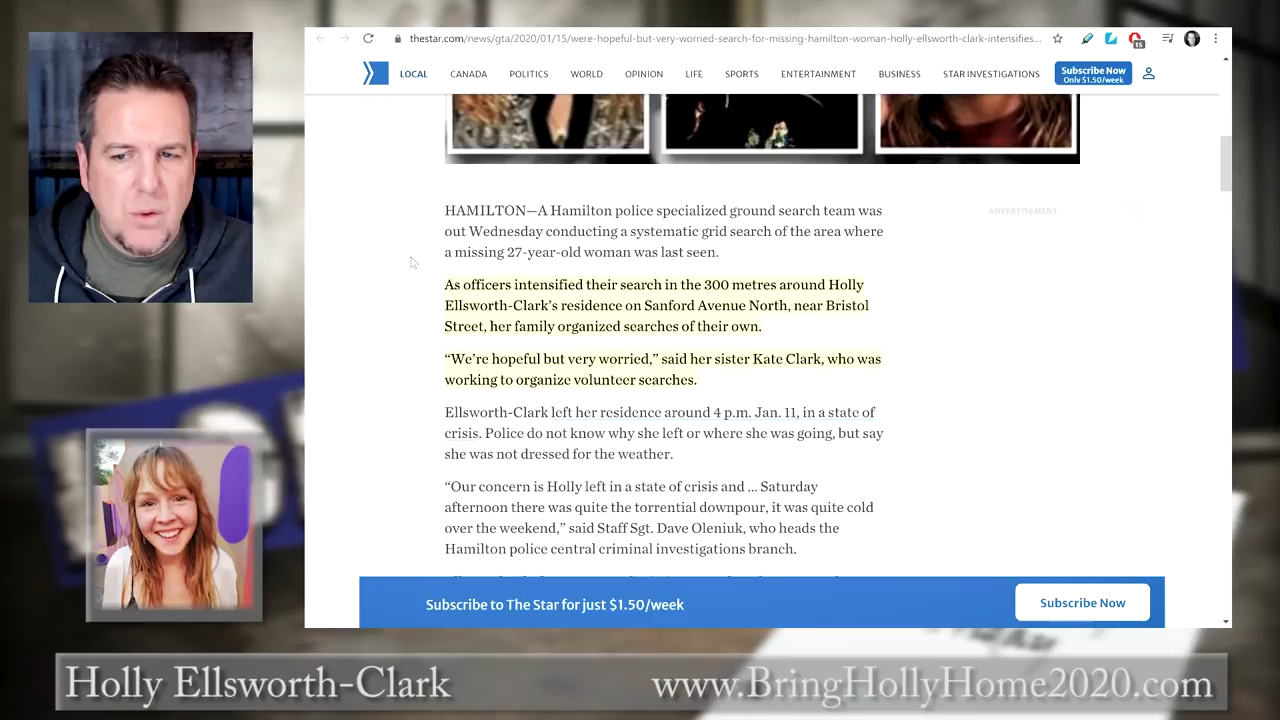 thestar.com/news/gta/2020/01/15/were-hopeful-but-very-worried-search-for-missing-hamilton-woman-holly-ellsworth-clark-intensifies...
15
LOCAL CANADA POLITICS WORLD OPINION LIFE SPORTS ENTERTAINMENT BUSINESS STAR INVESTIGATIONS
Subscribe Now
Only $1.50/week
HAMILTON—A Hamilton police specialized ground search team was
out Wednesday conducting a systematic grid search of the area where
a missing 27-year-old woman was last seen.
ADVERTISEMENT
As officers intensified their search in the 300 metres around Holly
Ellsworth-Clark’s residence on Sanford Avenue North, near Bristol
Street, her family organized searches of their own.
“We’re hopeful but very worried,” said her sister Kate Clark, who was
working to organize volunteer searches.
Ellsworth-Clark left her residence around 4 p.m. Jan. 11, in a state of
crisis. Police do not know why she left or where she was going, but say
she was not dressed for the weather.
“Our concern is Holly left in a state of crisis and ... Saturday
afternoon there was quite the torrential downpour, it was quite cold
over the weekend,” said Staff Sgt. Dave Oleniuk, who heads the
Hamilton police central criminal investigations branch.
Subscribe to The Star for just $1.50/week
Subscribe Now
Holly Ellsworth-Clark
www.BringHollyHome2020.com